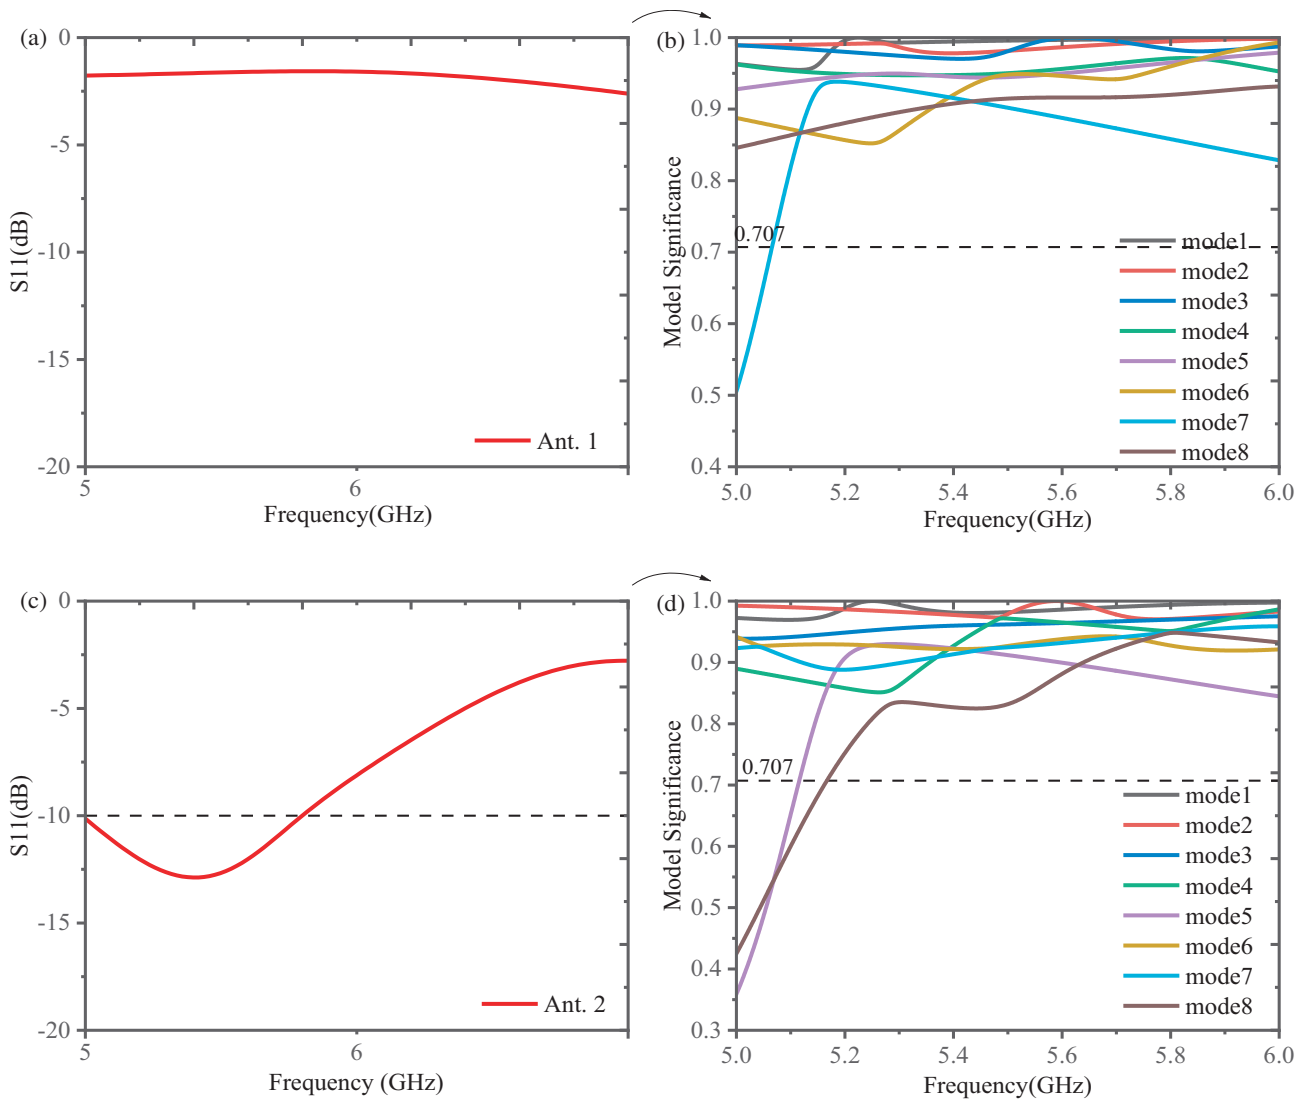 (a)
0
-5
-10
-15
-20
S11(dB)
Ant. 1
5
6
Frequency(GHz)
(b)
1.0
0.9
0.8
0.7
0.6
0.5
0.4
Model Significance
0.707
mode1
mode2
mode3
mode4
mode5
mode6
mode7
mode8
5.0
5.2
5.4
5.6
5.8
6.0
Frequency(GHz)
(c)
0
-5
-10
-15
-20
S11(dB)
Ant. 2
5
6
Frequency (GHz)
(d)
1.0
0.9
0.8
0.7
0.6
0.5
0.4
0.3
Model Significance
0.707
mode1
mode2
mode3
mode4
mode5
mode6
mode7
mode8
5.0
5.2
5.4
5.6
5.8
6.0
Frequency(GHz)